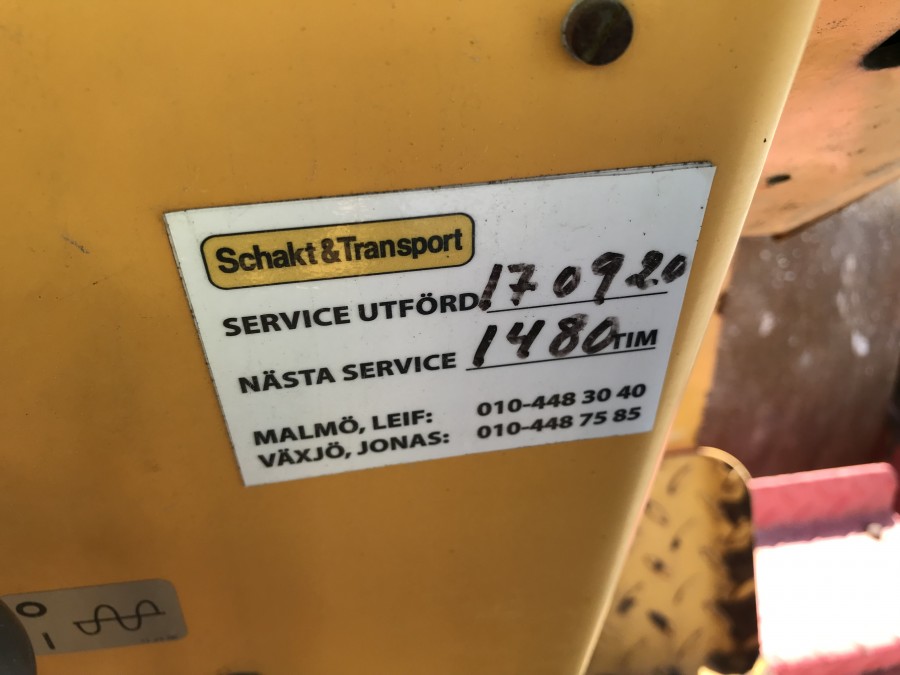 Schakt&Transport
SERVICE UTFÖRD 170920
NÄSTA SERVICE 1480 TIM
MALMÖ, LEIF: 010-448 30 40
VÄXJÖ, JONAS: 010-448 75 85
O
I